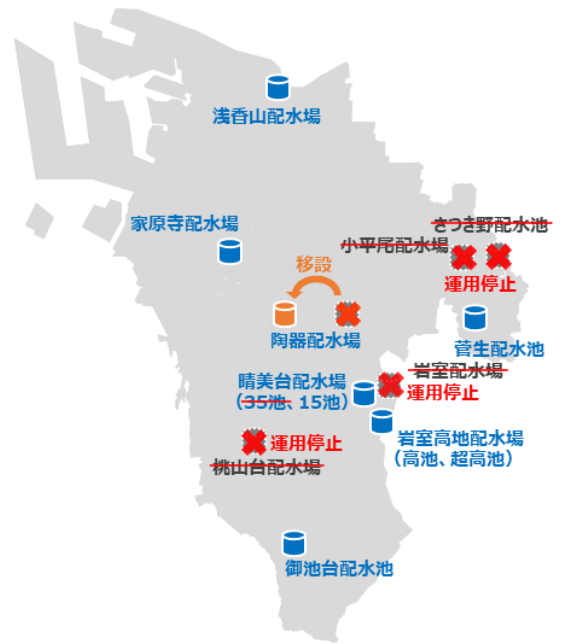 浅香山配水場
家原寺配水場
さつき野配水池
小平尾配水場
運用停止
移設
陶器配水場
菅生配水池
岩室配水場
運用停止
晴美台配水場
（35池、15池）
岩室高地配水場
（高池、超高池）
運用停止
桃山台配水場
御池台配水池